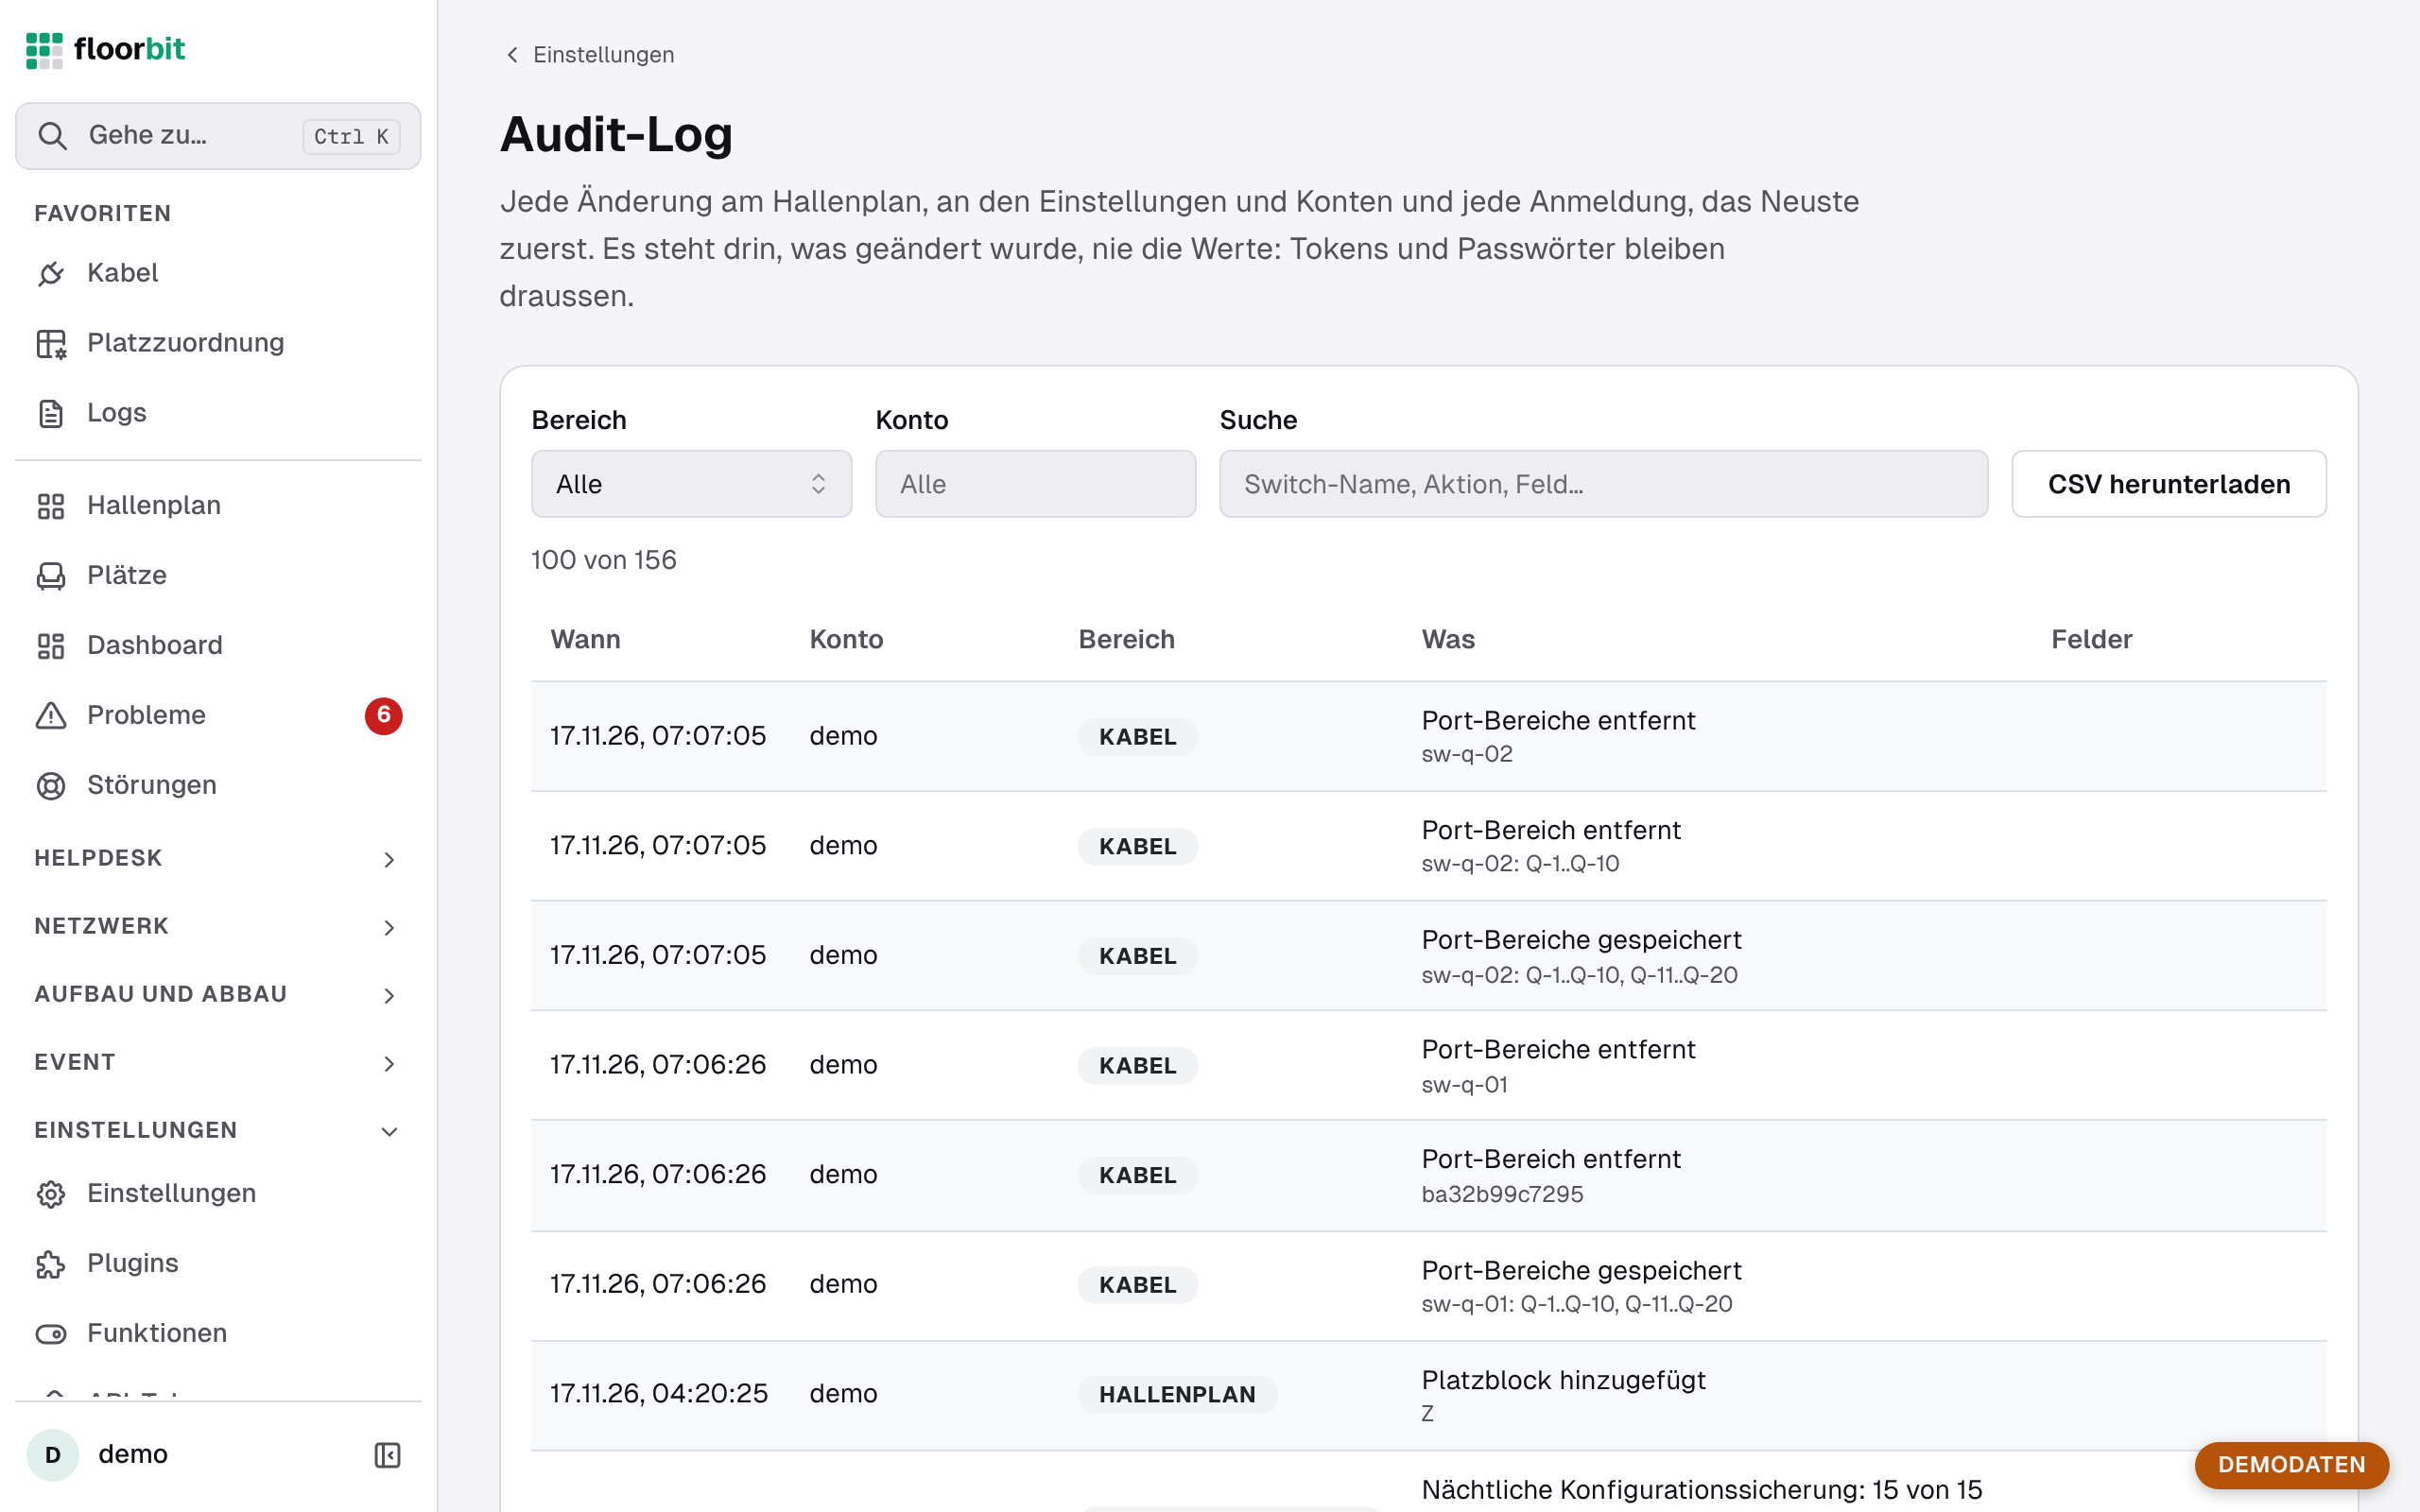 floorbit
Gehe zu...
Ctrl K
FAVORITEN
Kabel
Platzzuordnung
Logs
Hallenplan
Plätze
Dashboard
Probleme
6
Störungen
HELPDESK
NETZWERK
AUFBAU UND ABBAU
EVENT
EINSTELLUNGEN
Einstellungen
Plugins
Funktionen
D demo
Einstellungen
Audit-Log
Jede Änderung am Hallenplan, an den Einstellungen und Konten und jede Anmeldung, das Neuste
zuerst. Es steht drin, was geändert wurde, nie die Werte: Tokens und Passwörter bleiben
draussen.
Bereich Konto Suche
Alle Alle Switch-Name, Aktion, Feld... CSV herunterladen
100 von 156
Wann Konto Bereich Was Felder
17.11.26, 07:07:05 demo KABEL Port-Bereiche entfernt
sw-q-02
17.11.26, 07:07:05 demo KABEL Port-Bereich entfernt
sw-q-02: Q-1..Q-10
17.11.26, 07:07:05 demo KABEL Port-Bereiche gespeichert
sw-q-02: Q-1..Q-10, Q-11..Q-20
17.11.26, 07:06:26 demo KABEL Port-Bereiche entfernt
sw-q-01
17.11.26, 07:06:26 demo KABEL Port-Bereich entfernt
ba32b99c7295
17.11.26, 07:06:26 demo KABEL Port-Bereiche gespeichert
sw-q-01: Q-1..Q-10, Q-11..Q-20
17.11.26, 04:20:25 demo HALLENPLAN Platzblock hinzugefügt
Z
Nächtliche Konfigurationssicherung: 15 von 15
DEMODATEN